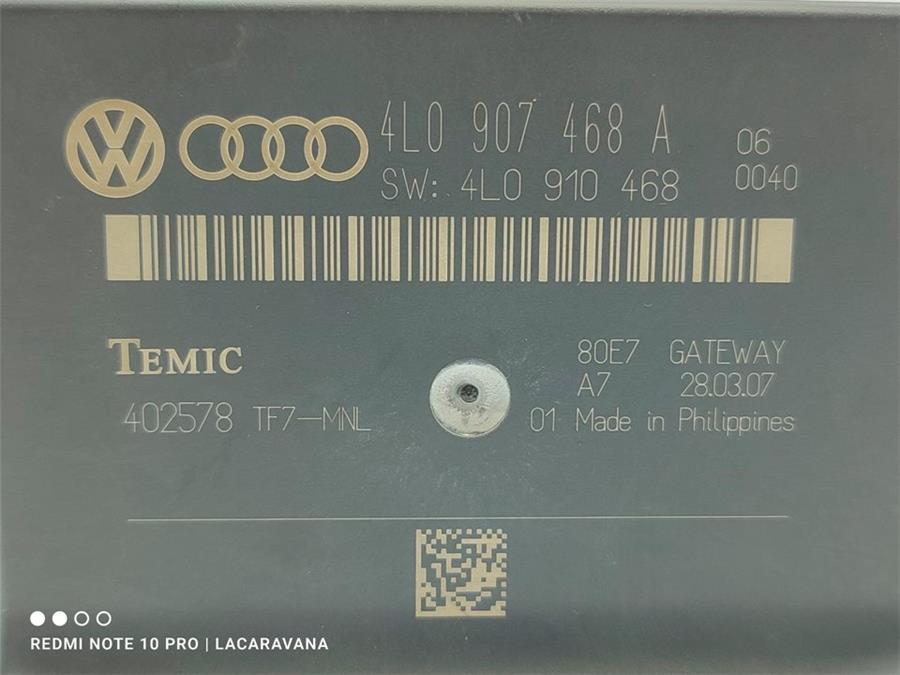 4L0 907 468 A 06
SW: 4L0 910 468 0040
TEMIC
80E7 GATEWAY
A7 28.03.07
402578 TF7-MNL 01 Made in Philippines
REDMI NOTE 10 PRO | LACARAVANA